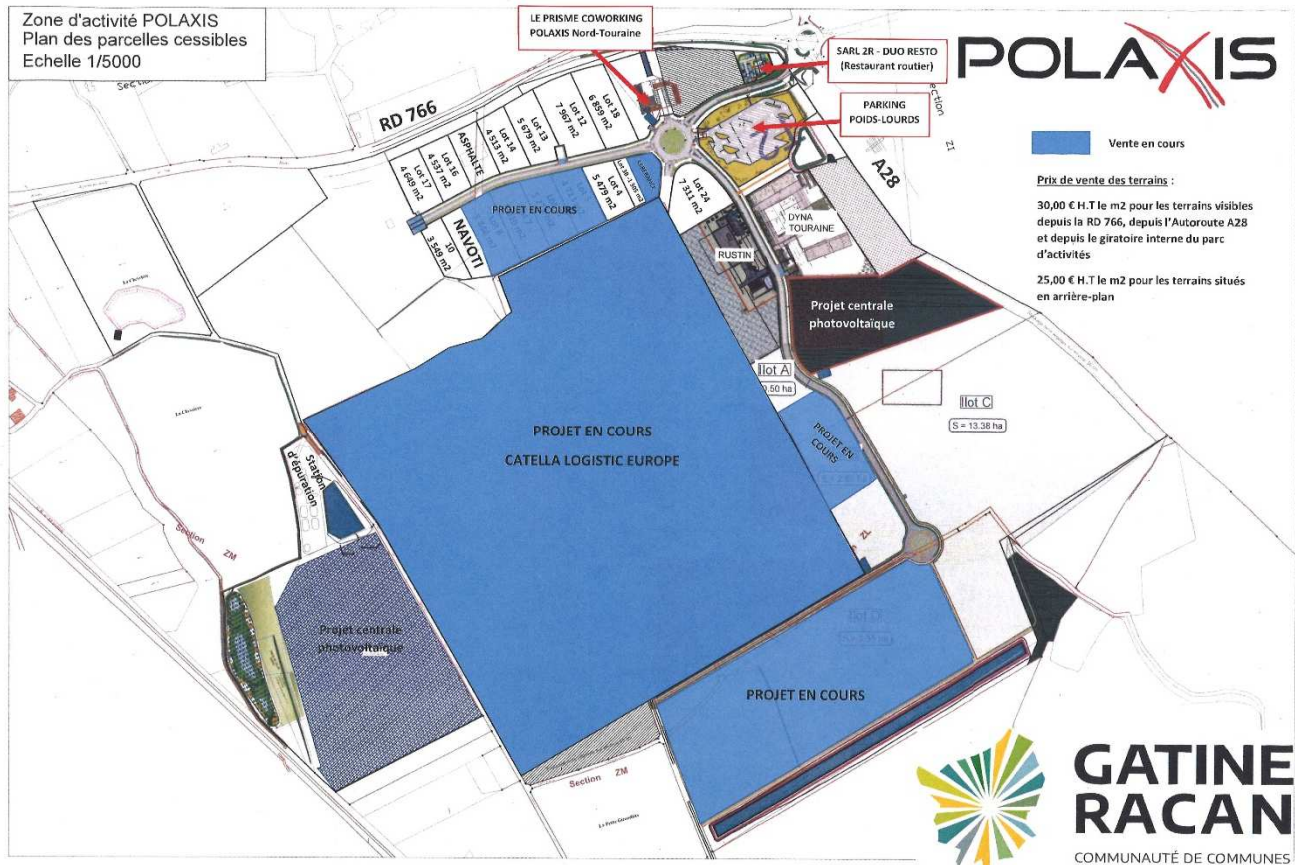 Zone d'activité POLAXIS
Plan des parcelles cessibles
Echelle 1/5000
LE PRISME COWORKING
POLAXIS Nord-Touraine
SARL 2R - DUO RESTO
(Restaurant routier)
PARKING
POIDS-LOURDS
POLAXIS
Vente en cours
Prix de vente des terrains :
30,00 € H.T le m2 pour les terrains visibles
depuis la RD 766, depuis l'Autoroute A28
et depuis le giratoire interne du parc
d'activités
25,00 € H.T le m2 pour les terrains situés
en arrière-plan
RD 766
A28
Section
ZI
Lot 17
4 649 m2
Lot 16
4 537 m2
ASPHALTE
Lot 14
4 513 m2
Lot 13
5 679 m2
Lot 12
7 967 m2
Lot 18
6 859 m2
10
3 549 m2
NAVOTI
PROJET EN COURS
Lot 4
5 479 m2
Lot 24
7 311 m2
RUSTIN
DYNA
TOURAINE
Projet centrale
photovoltaïque
Ilot A
Ilot C
S = 13.38 ha
PROJET EN COURS
CATELLA LOGISTIC EUROPE
PROJET EN
COURS
ZL
Station
d'épuration
Section ZM
Projet centrale
photovoltaïque
PROJET EN COURS
Section ZM
GATINE
RACAN
COMMUNAUTÉ DE COMMUNES